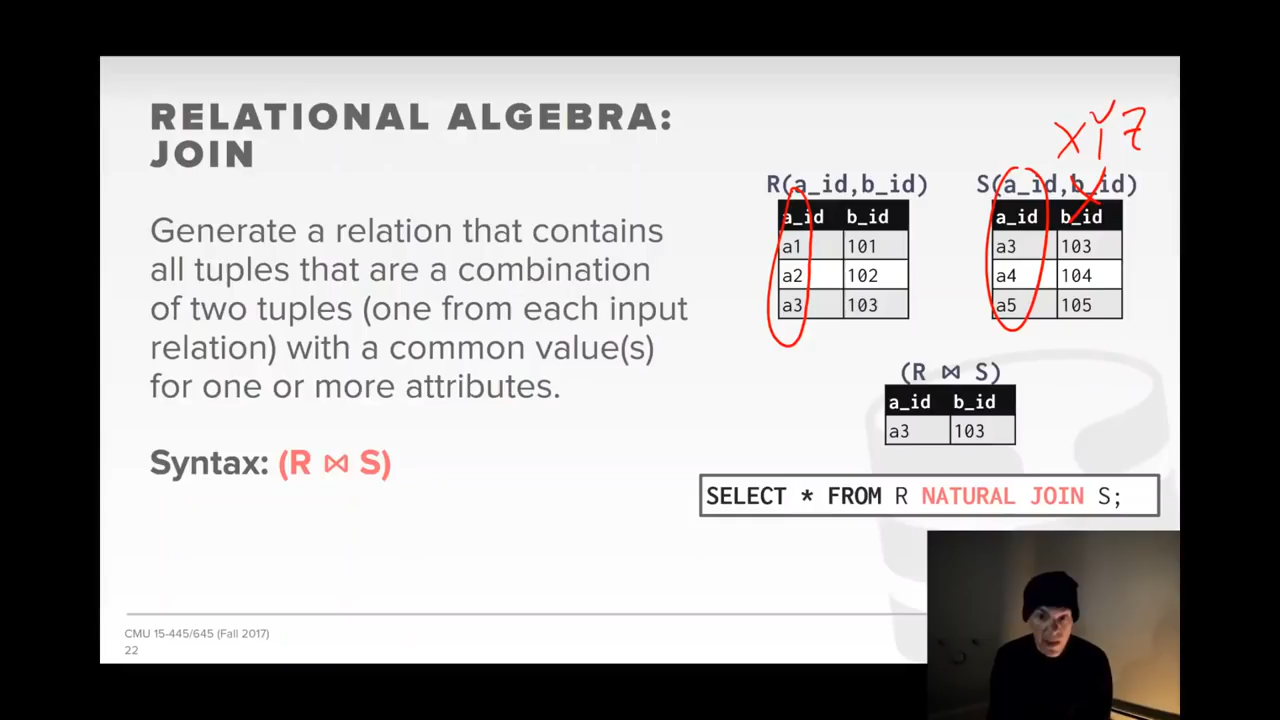 RELATIONAL ALGEBRA:
JOIN
Generate a relation that contains
all tuples that are a combination
of two tuples (one from each input
relation) with a common value(s)
for one or more attributes.
Syntax: (R ⋈ S)
R(a_id,b_id)
a_id b_id
a1 101
a2 102
a3 103
XYZ
S(a_id,b_id)
a_id b_id
a3 103
a4 104
a5 105
(R ⋈ S)
a_id b_id
a3 103
SELECT * FROM R NATURAL JOIN S;
CMU 15-445/645 (Fall 2017)
22